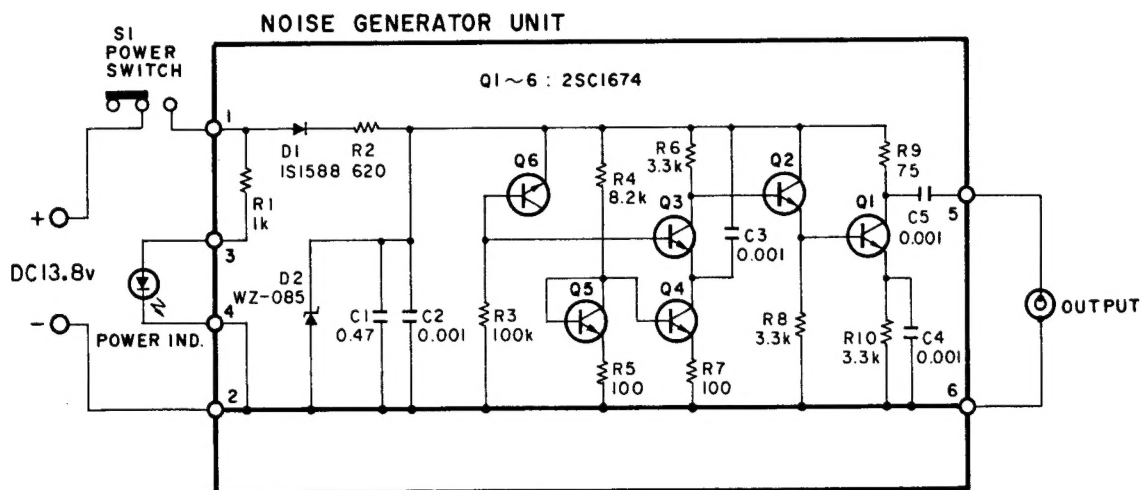 NOISE GENERATOR UNIT
S1
POWER
SWITCH
Q1~6 : 2SC1674
1
D1
IS1588
R2
620
R1
1k
Q6
R4
8.2k
R6
3.3k
Q3
Q2
R9
75
Q1
C5
0.001
5
+
3
DC13.8v
D2
WZ-085
C3
0.001
4
C1
0.47
C2
0.001
R3
100k
Q5
Q4
R8
3.3k
R10
3.3k
C4
0.001
OUTPUT
-
POWER IND.
R5
100
R7
100
2
6